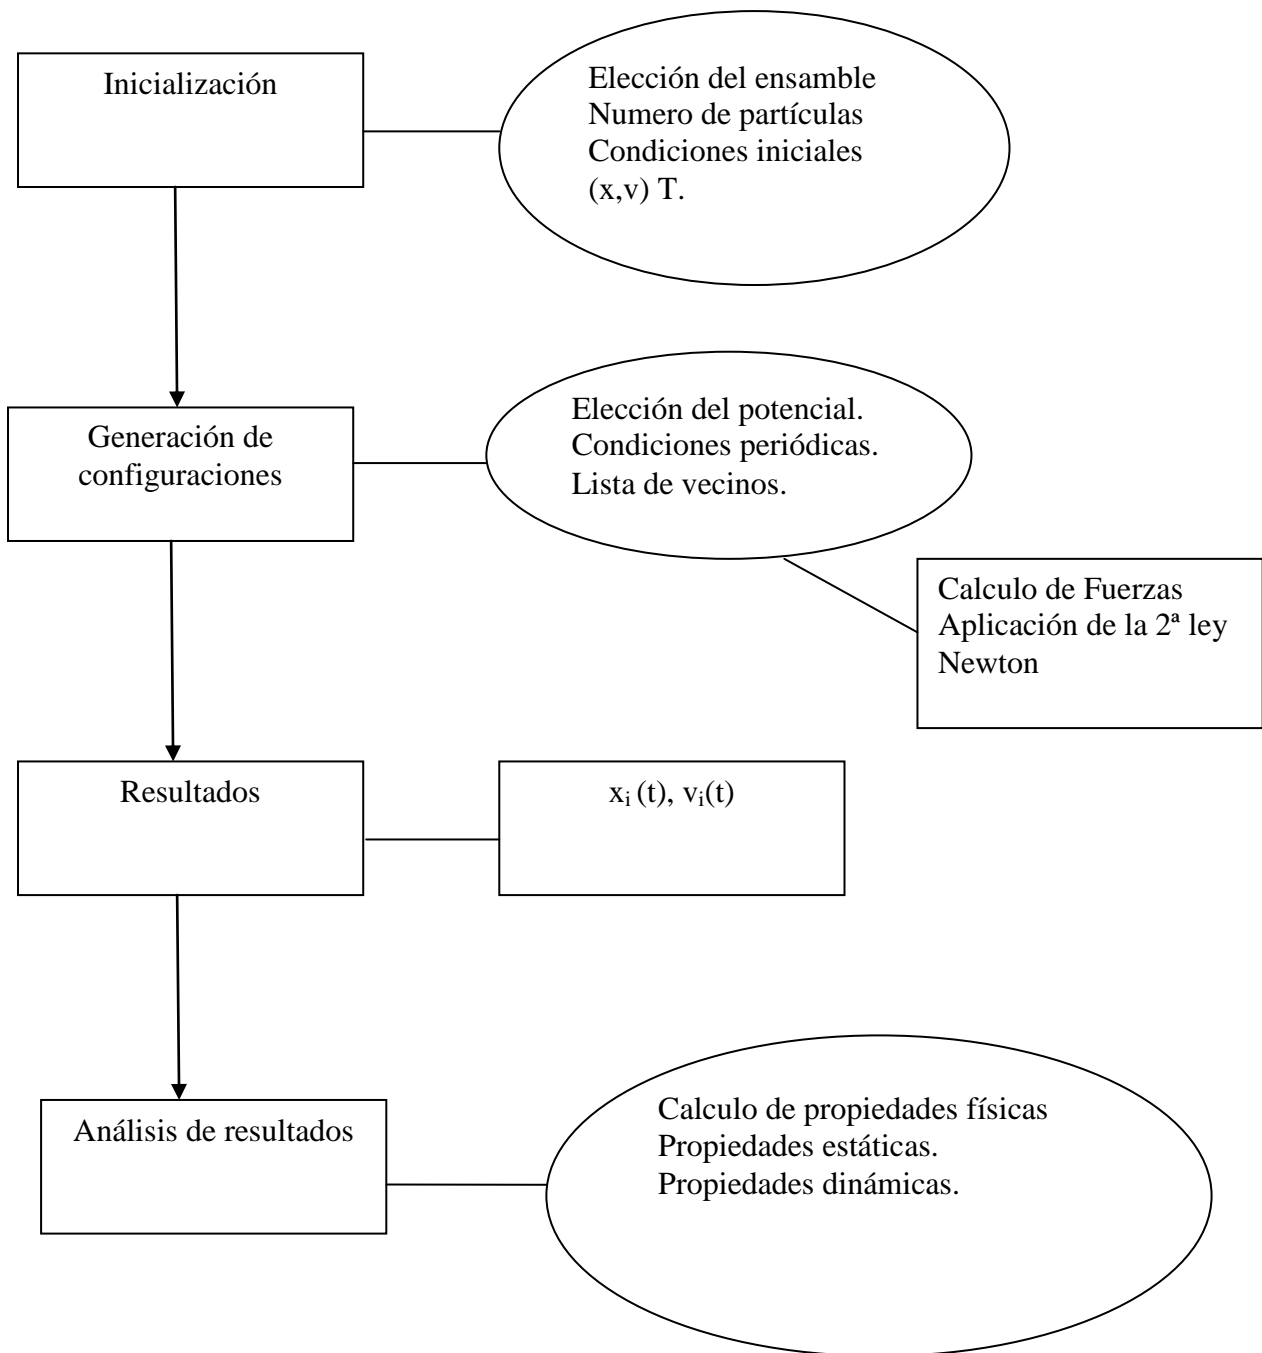 Inicialización
Elección del ensamble
Numero de partículas
Condiciones iniciales
(x,v) T.
Generación de
configuraciones
Elección del potencial.
Condiciones periódicas.
Lista de vecinos.
Calculo de Fuerzas
Aplicación de la 2ª ley
Newton
Resultados
xᵢ (t), vᵢ(t)
Análisis de resultados
Calculo de propiedades físicas
Propiedades estáticas.
Propiedades dinámicas.